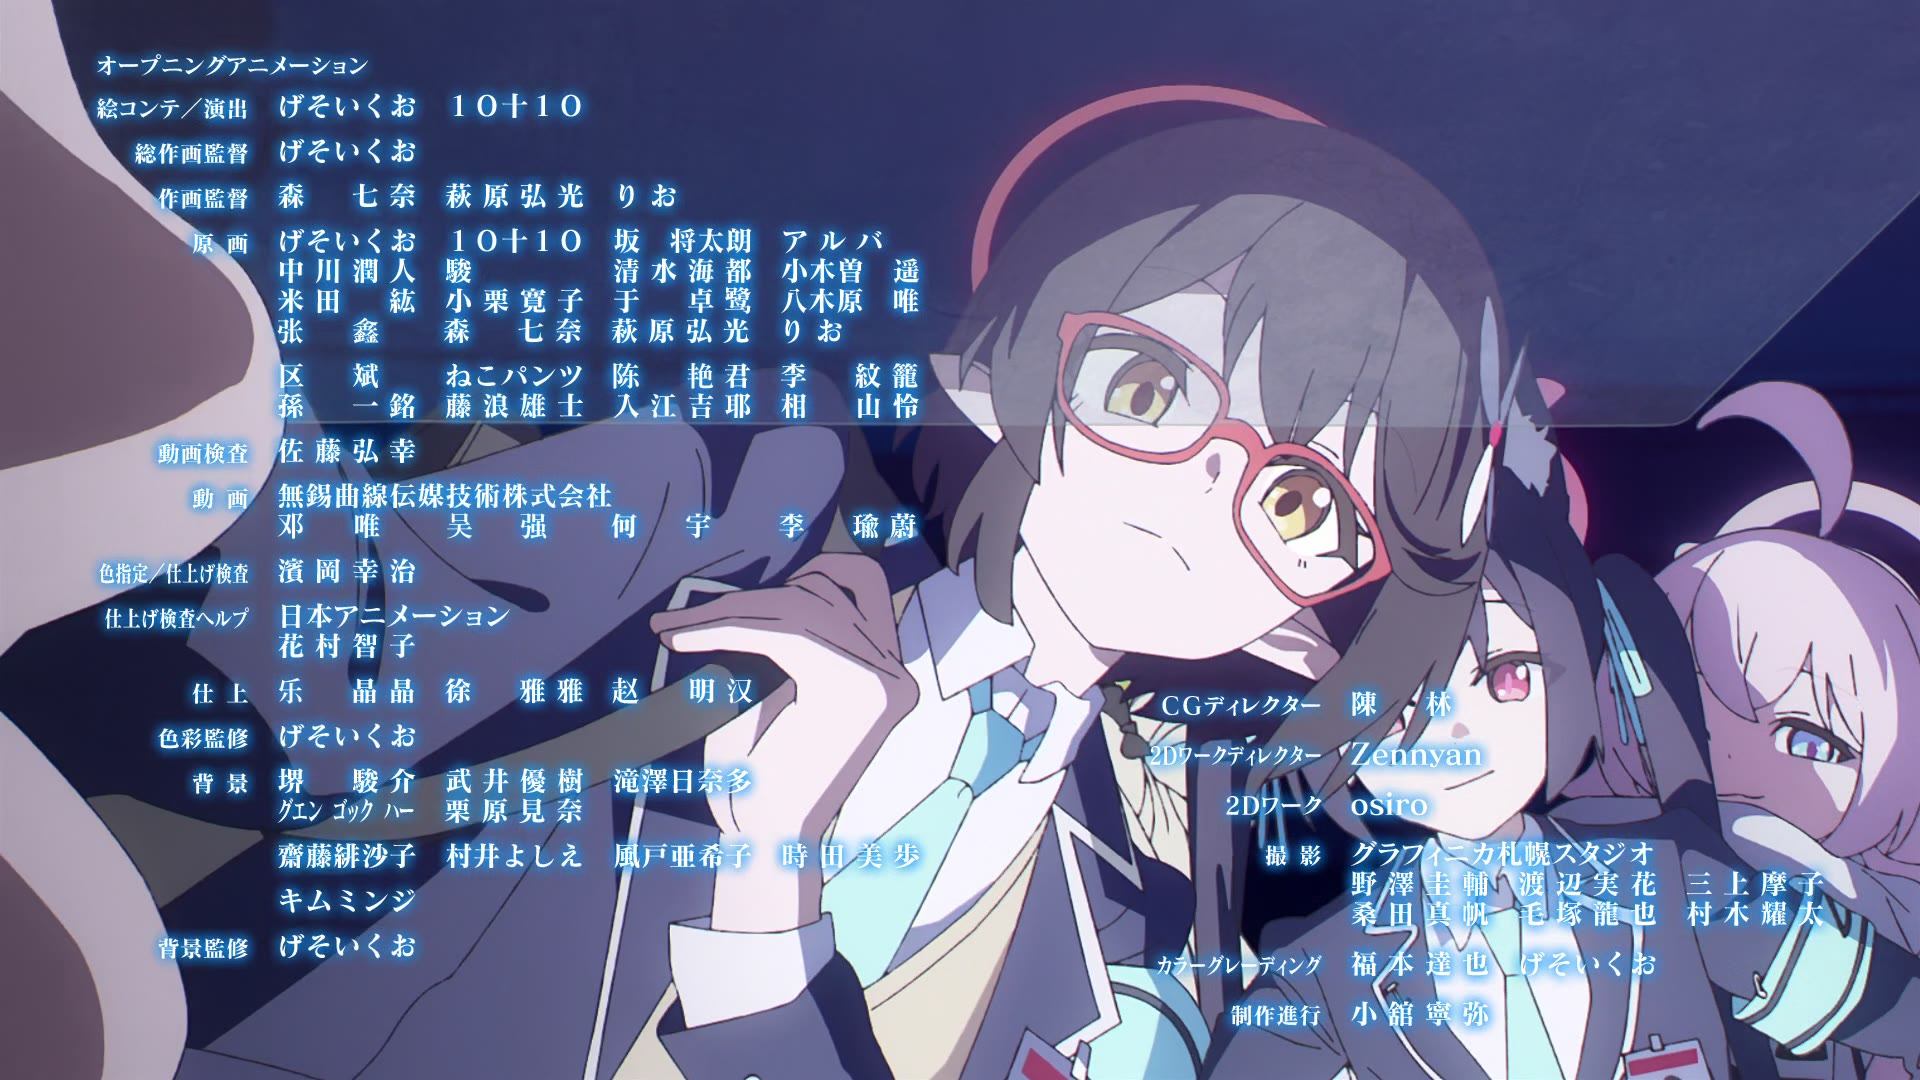 オープニングアニメーション
絵コンテ／演出　げそいくお　１０十１０
総作画監督　げそいくお
作画監督　森　七奈　萩原弘光　りお
原画　げそいくお　１０十１０　坂　将太朗　アルバ
中川潤人　駿　清水海都　小木曽　遥
米田　紘　小栗寛子　于　卓鹭　八木原　唯
张　鑫　森　七奈　萩原弘光　りお
区　斌　ねこパンツ　陈　艳君　李　紋籠
孫　一銘　藤浪雄士　入江吉耶　相　山怜
動画検査　佐藤弘幸
動画　無錫曲線伝媒技術株式会社
邓　唯　吴　强　何　宇　李　瑜蔚
色指定／仕上げ検査　濱岡幸治
仕上げ検査ヘルプ　日本アニメーション
花村智子
仕上　乐　晶晶　徐　雅雅　赵　明汉
色彩監修　げそいくお
背景　堺　駿介　武井優樹　滝澤日奈多
グエン ゴック ハー　栗原見奈
齋藤緋沙子　村井よしえ　風戸亜希子　時田美歩
キムミンジ
背景監修　げそいくお
CGディレクター　陳　林
2Dワークディレクター　Zennyan
2Dワーク　osiro
撮影　グラフィニカ札幌スタジオ
野澤圭輔　渡辺実花　三上摩子
桑田真帆　毛塚龍也　村木耀太
カラーグレーディング　福本達也　げそいくお
制作進行　小舘寧弥